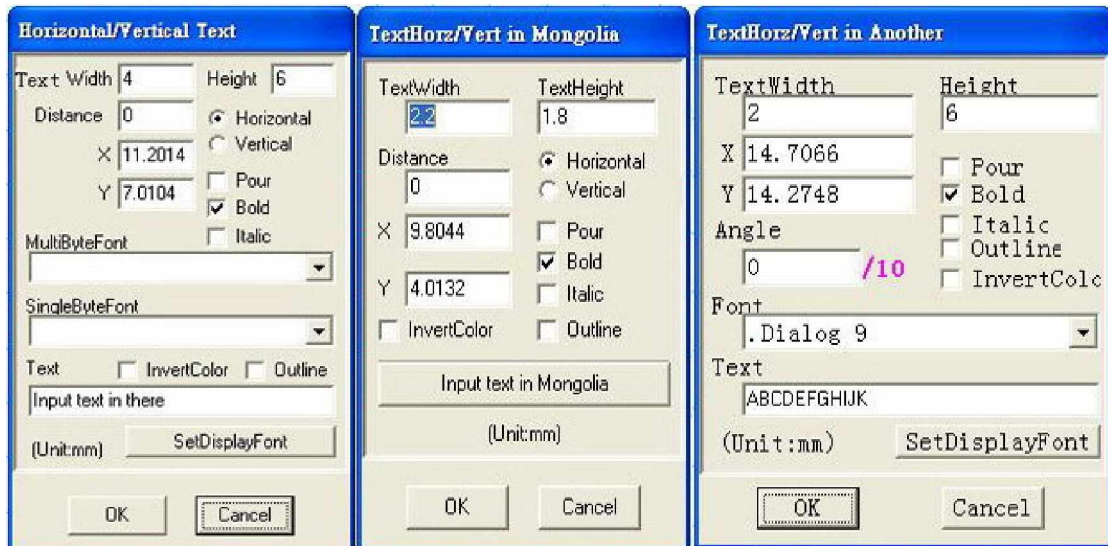 Horizontal/Vertical Text
Text Width 4 Height 6
Distance 0 Horizontal
Vertical
X 11.2014
Y 7.0104 Pour
Bold
Italic
MultiByteFont
SingleByteFont
Text InvertColor Outline
Input text in there
(Unit:mm) SetDisplayFont
OK Cancel
TextHorz/Vert in Mongolia
TextWidth TextHeight
2.2 1.8
Distance Horizontal
0 Vertical
X 9.8044 Pour
Bold
Y 4.0132 Italic
InvertColor Outline
Input text in Mongolia
(Unit:mm)
OK Cancel
TextHorz/Vert in Another
TextWidth Height
2 6
X 14.7066 Pour
Y 14.2748 Bold
Angle Italic
Outline
0 /10 InvertColo
Font
.Dialog 9
Text
ABCDEFGHIJK
(Unit:mm) SetDisplayFont
OK Cancel